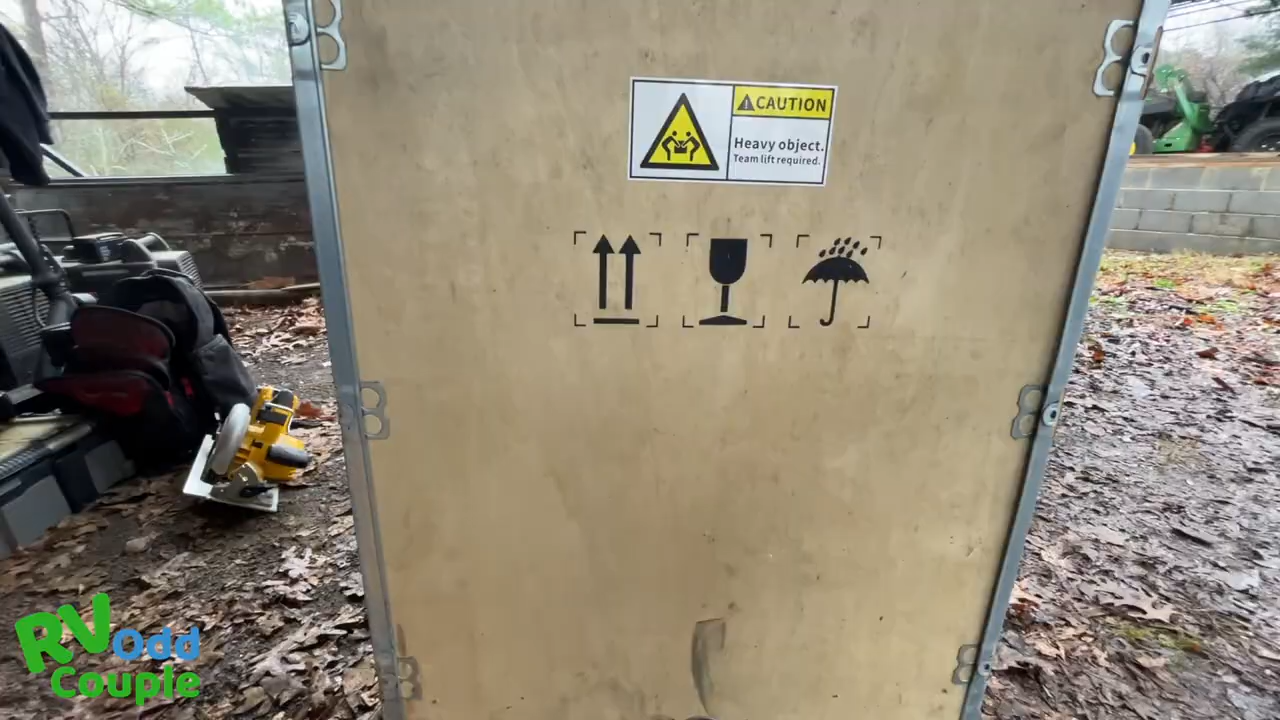 CAUTION
Heavy object.
Team lift required.
RV Odd
Couple